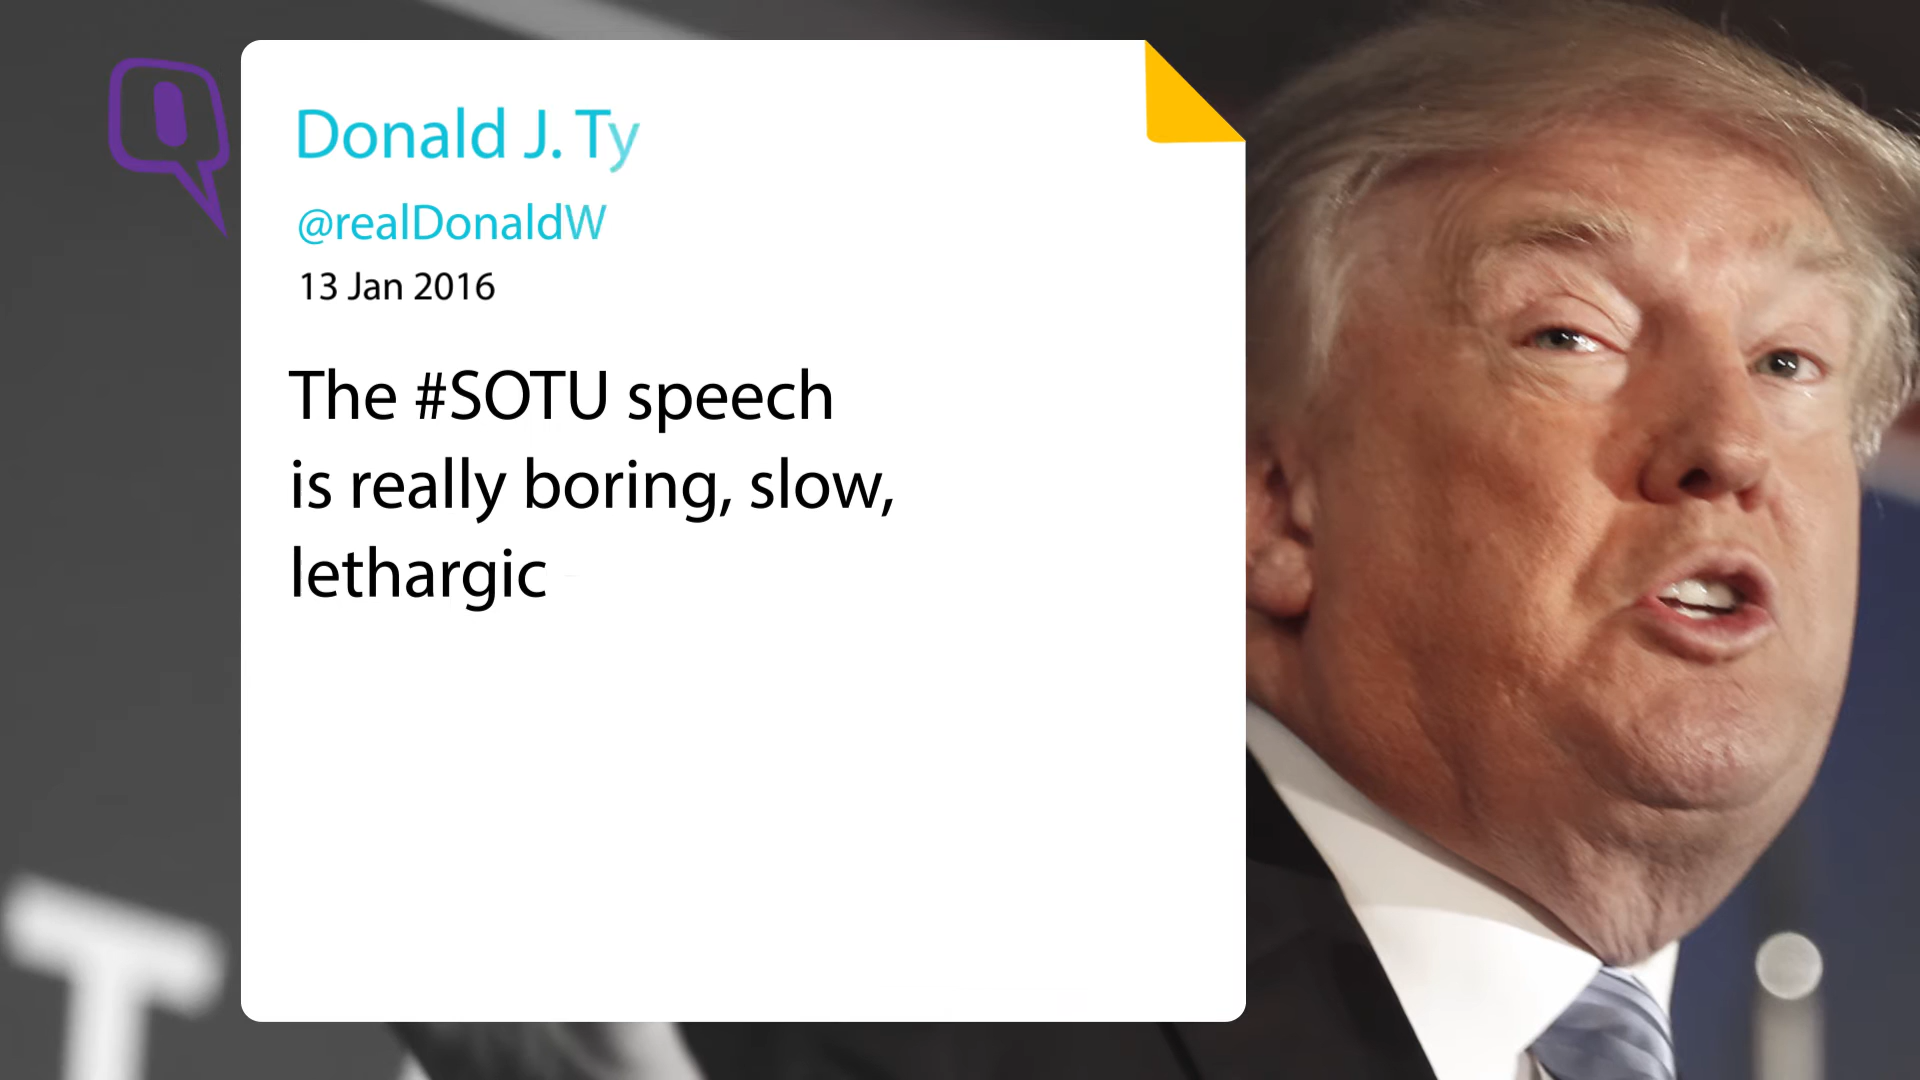 Donald J. Ty
@realDonaldW
13 Jan 2016
The #SOTU speech
is really boring, slow,
lethargic